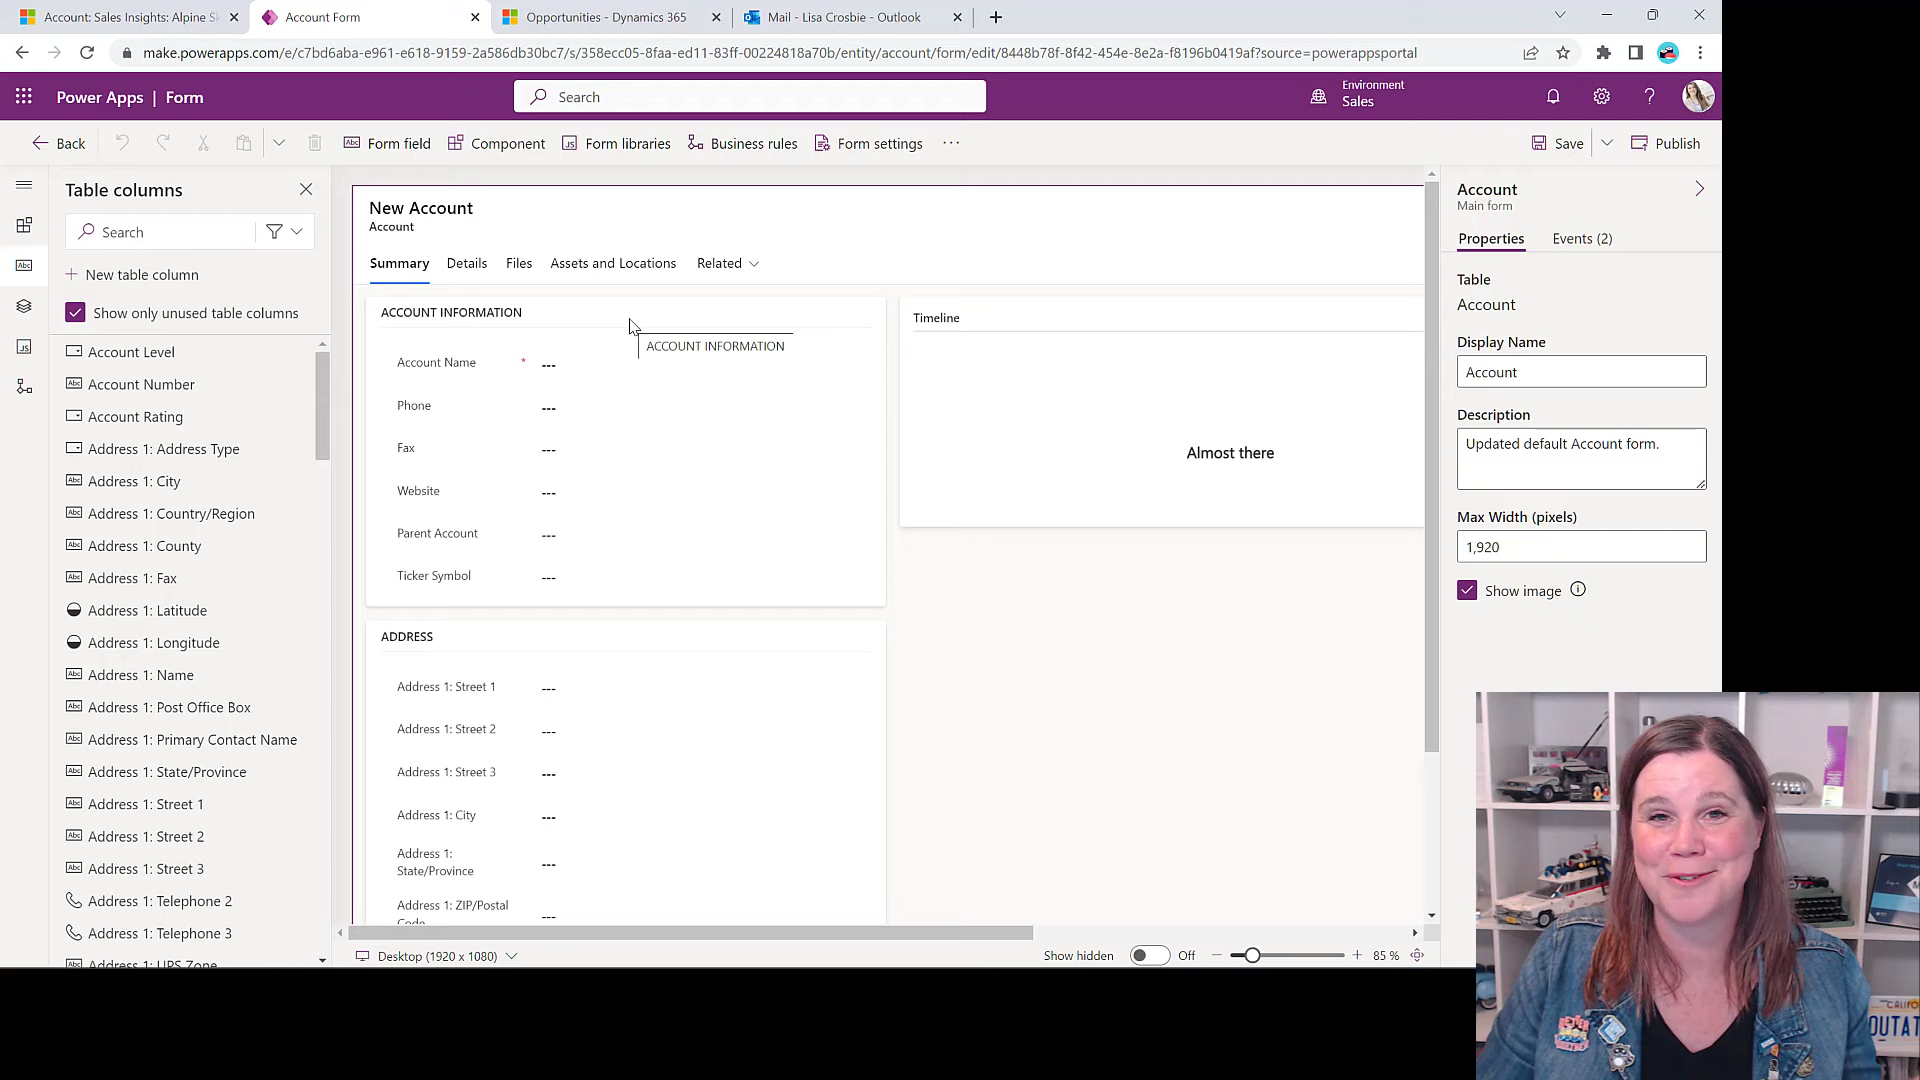 Account: Sales Insights: Alpine Sk
Account Form
Opportunities - Dynamics 365
Mail - Lisa Crosbie - Outlook
make.powerapps.com/e/c7bd6aba-e961-e618-9159-2a586db30bc7/s/358ecc05-8faa-ed11-83ff-00224818a70b/entity/account/form/edit/8448b78f-8f42-454e-8e2a-f8196b0419af?source=powerappsportal
Power Apps | Form
Search
Environment
Sales
Back
Form field
Component
Form libraries
Business rules
Form settings
Save
Publish
Table columns
Search
New table column
Show only unused table columns
Account Level
Account Number
Account Rating
Address 1: Address Type
Address 1: City
Address 1: Country/Region
Address 1: County
Address 1: Fax
Address 1: Latitude
Address 1: Longitude
Address 1: Name
Address 1: Post Office Box
Address 1: Primary Contact Name
Address 1: State/Province
Address 1: Street 1
Address 1: Street 2
Address 1: Street 3
Address 1: Telephone 2
Address 1: Telephone 3
Address 1: UPS Zone
New Account
Account
Summary
Details
Files
Assets and Locations
Related
ACCOUNT INFORMATION
ACCOUNT INFORMATION
Account Name * ---
Phone ---
Fax ---
Website ---
Parent Account ---
Ticker Symbol ---
ADDRESS
Address 1: Street 1 ---
Address 1: Street 2 ---
Address 1: Street 3 ---
Address 1: City ---
Address 1:
State/Province ---
Address 1: ZIP/Postal
Code ---
Timeline
Almost there
Desktop (1920 x 1080)
Show hidden
Off
85 %
Account
Main form
Properties
Events (2)
Table
Account
Display Name
Account
Description
Updated default Account form.
Max Width (pixels)
1,920
Show image
OUTAT